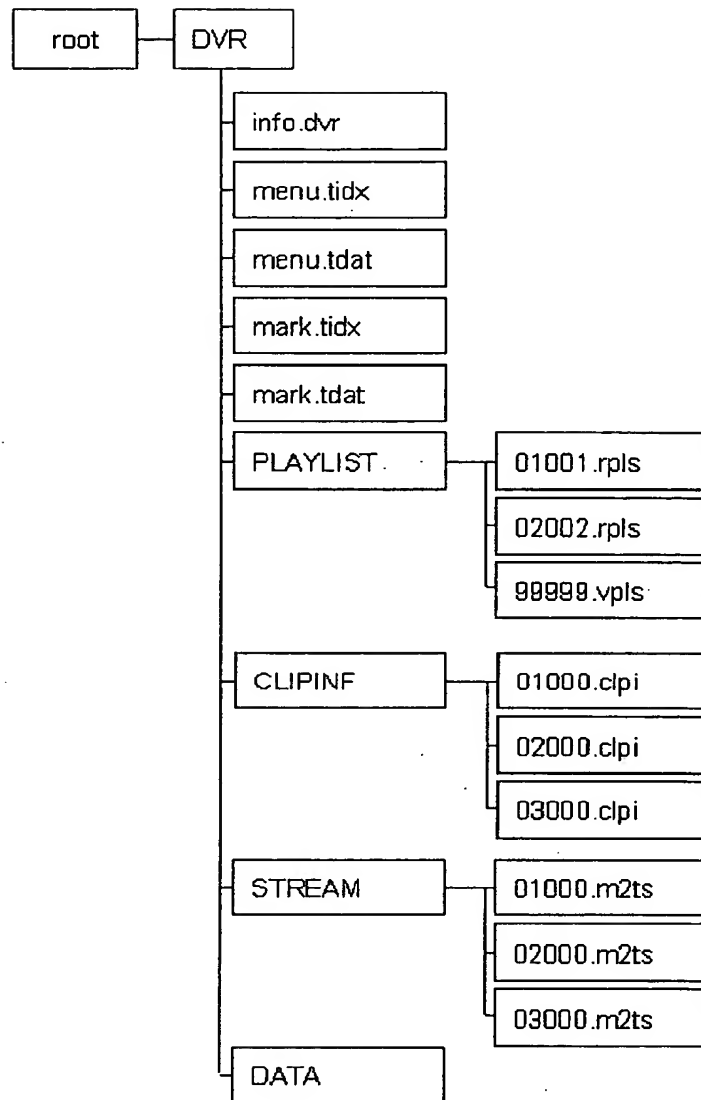 root DVR
info.dvr
menu.tidx
menu.tdat
mark.tidx
mark.tdat
PLAYLIST 01001.rpls
02002.rpls
99999.vpls
CLIPINF 01000.clpi
02000.clpi
03000.clpi
STREAM 01000.m2ts
02000.m2ts
03000.m2ts
DATA